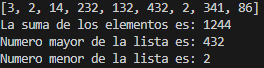 [3, 2, 14, 232, 132, 432, 2, 341, 86]
La suma de los elementos es: 1244
Numero mayor de la lista es: 432
Numero menor de la lista es: 2